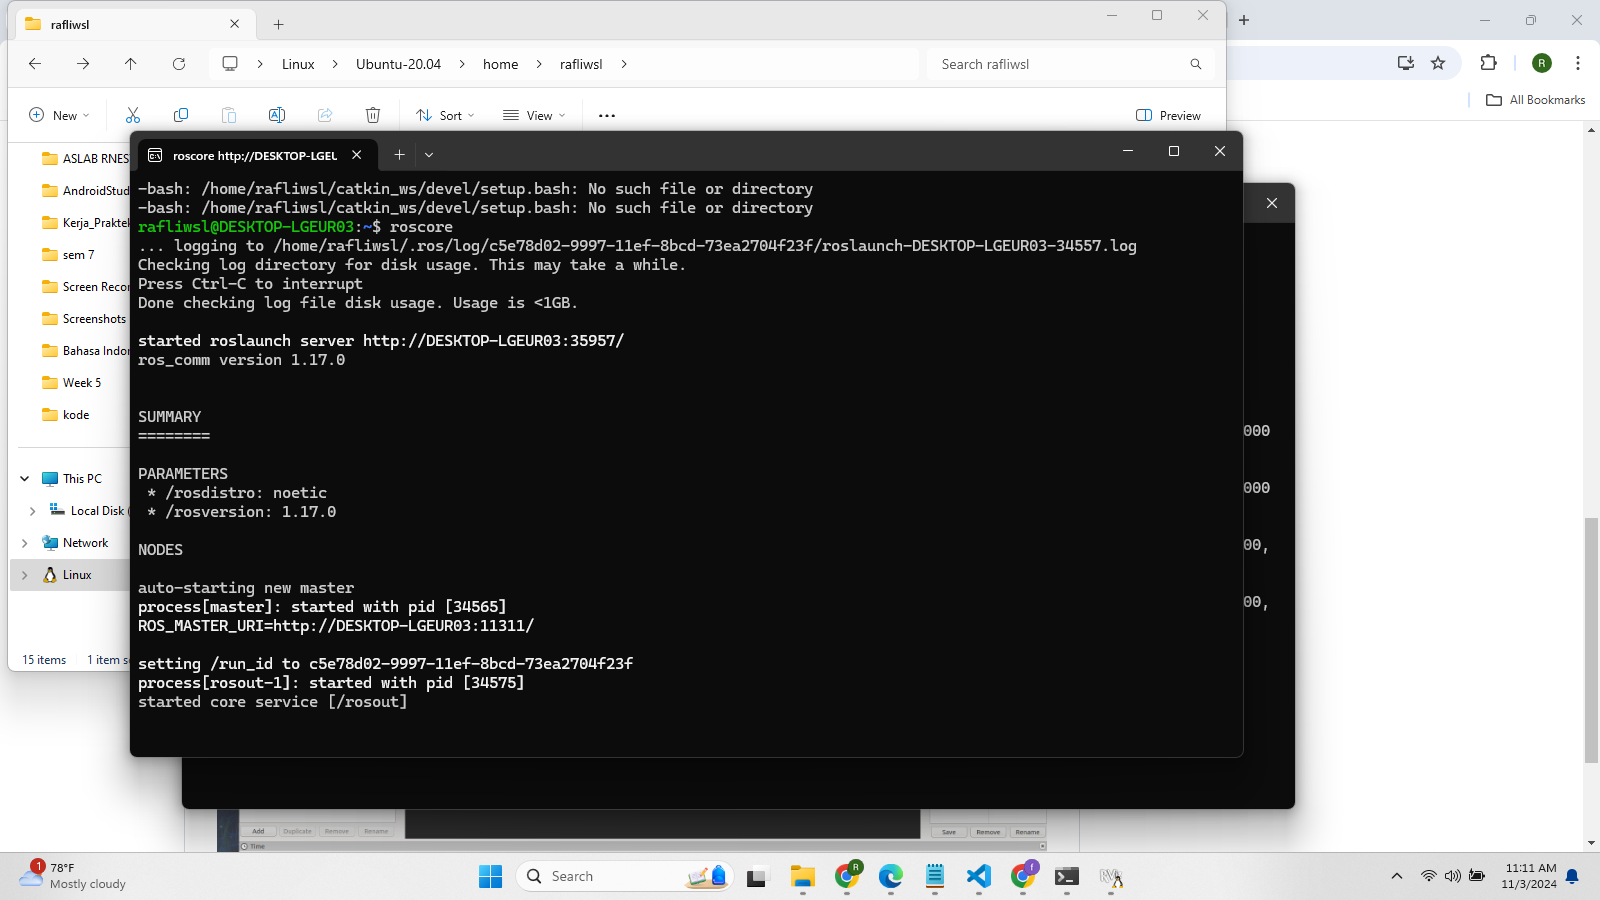 rafliwsl
Linux
Ubuntu-20.04
home
rafliwsl
Search rafliwsl
R
New
Sort
View
Preview
All Bookmarks
ASLAB RNES
AndroidStud
Kerja_Praktek
sem 7
Screen Recor
Screenshots
Bahasa Indon
Week 5
kode
This PC
Local Disk (
Network
Linux
15 items
1 item s
roscore http://DESKTOP-LGEU
-bash: /home/rafliwsl/catkin_ws/devel/setup.bash: No such file or directory
-bash: /home/rafliwsl/catkin_ws/devel/setup.bash: No such file or directory
rafliwsl@DESKTOP-LGEUR03:~$ roscore
... logging to /home/rafliwsl/.ros/log/c5e78d02-9997-11ef-8bcd-73ea2704f23f/roslaunch-DESKTOP-LGEUR03-34557.log
Checking log directory for disk usage. This may take a while.
Press Ctrl-C to interrupt
Done checking log file disk usage. Usage is <1GB.
started roslaunch server http://DESKTOP-LGEUR03:35957/
ros_comm version 1.17.0
SUMMARY
========
PARAMETERS
* /rosdistro: noetic
* /rosversion: 1.17.0
NODES
auto-starting new master
process[master]: started with pid [34565]
ROS_MASTER_URI=http://DESKTOP-LGEUR03:11311/
setting /run_id to c5e78d02-9997-11ef-8bcd-73ea2704f23f
process[rosout-1]: started with pid [34575]
started core service [/rosout]
000
000
00,
00,
Add Duplicate Remove Rename
Save Remove Rename
Time
1
78°F
Mostly cloudy
Search
R
f
11:11 AM
11/3/2024